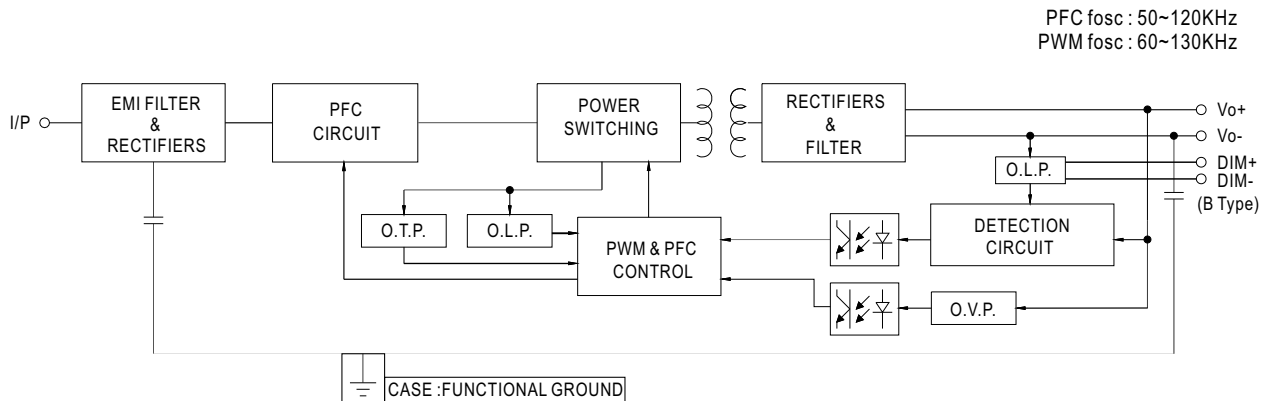 PFC fosc : 50~120KHz
PWM fosc : 60~130KHz
I/P
EMI FILTER
&
RECTIFIERS
PFC
CIRCUIT
POWER
SWITCHING
RECTIFIERS
&
FILTER
Vo+
Vo-
DIM+
DIM-
(B Type)
O.L.P.
O.T.P.
O.L.P.
PWM & PFC
CONTROL
DETECTION
CIRCUIT
O.V.P.
CASE :FUNCTIONAL GROUND